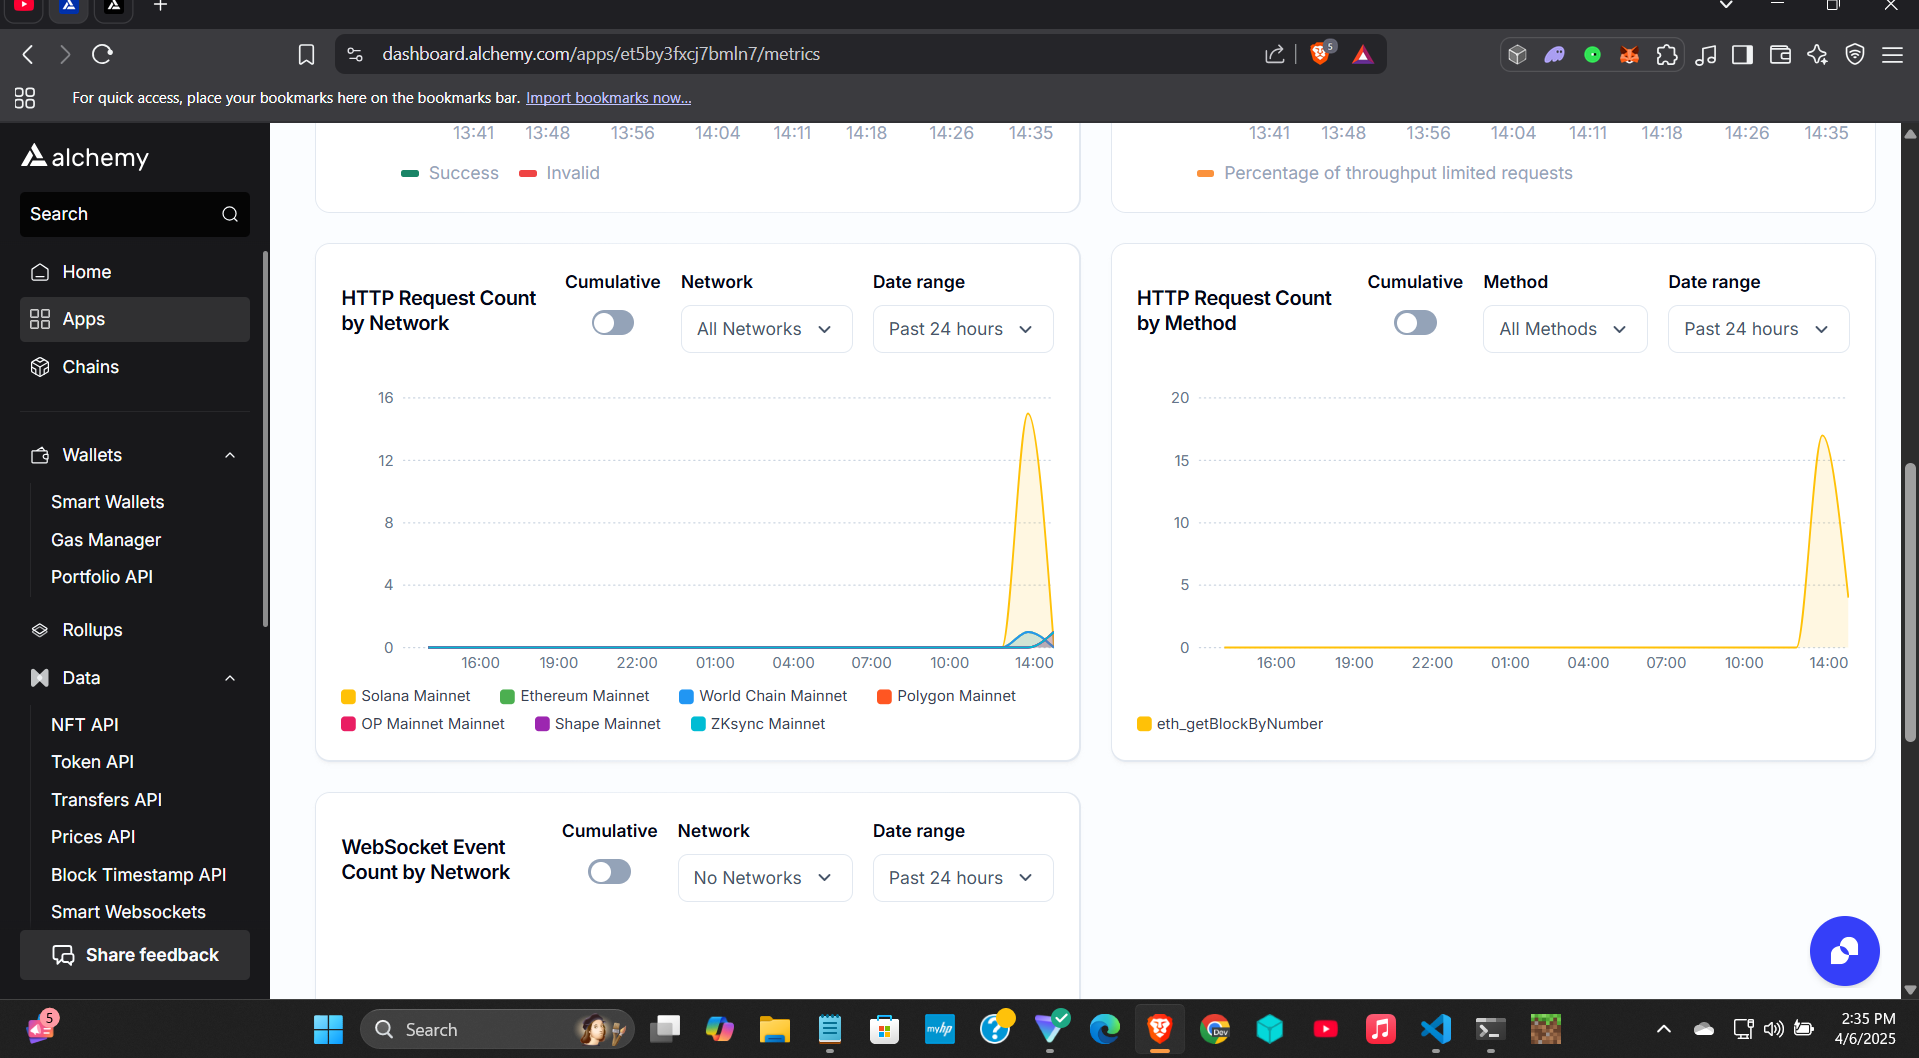 dashboard.alchemy.com/apps/et5by3fxcj7bmln7/metrics
5
For quick access, place your bookmarks here on the bookmarks bar. Import bookmarks now...
alchemy
Search
Home
Apps
Chains
Wallets
Smart Wallets
Gas Manager
Portfolio API
Rollups
Data
NFT API
Token API
Transfers API
Prices API
Block Timestamp API
Smart Websockets
Share feedback
13:41 13:48 13:56 14:04 14:11 14:18 14:26 14:35
Success Invalid
13:41 13:48 13:56 14:04 14:11 14:18 14:26 14:35
Percentage of throughput limited requests
HTTP Request Count
by Network
Cumulative Network Date range
All Networks Past 24 hours
16
12
8
4
0
16:00 19:00 22:00 01:00 04:00 07:00 10:00 14:00
Solana Mainnet Ethereum Mainnet World Chain Mainnet Polygon Mainnet
OP Mainnet Mainnet Shape Mainnet ZKsync Mainnet
HTTP Request Count
by Method
Cumulative Method Date range
All Methods Past 24 hours
20
15
10
5
0
16:00 19:00 22:00 01:00 04:00 07:00 10:00 14:00
eth_getBlockByNumber
WebSocket Event
Count by Network
Cumulative Network Date range
No Networks Past 24 hours
5
Search
myhp
Dev
2:35 PM
4/6/2025